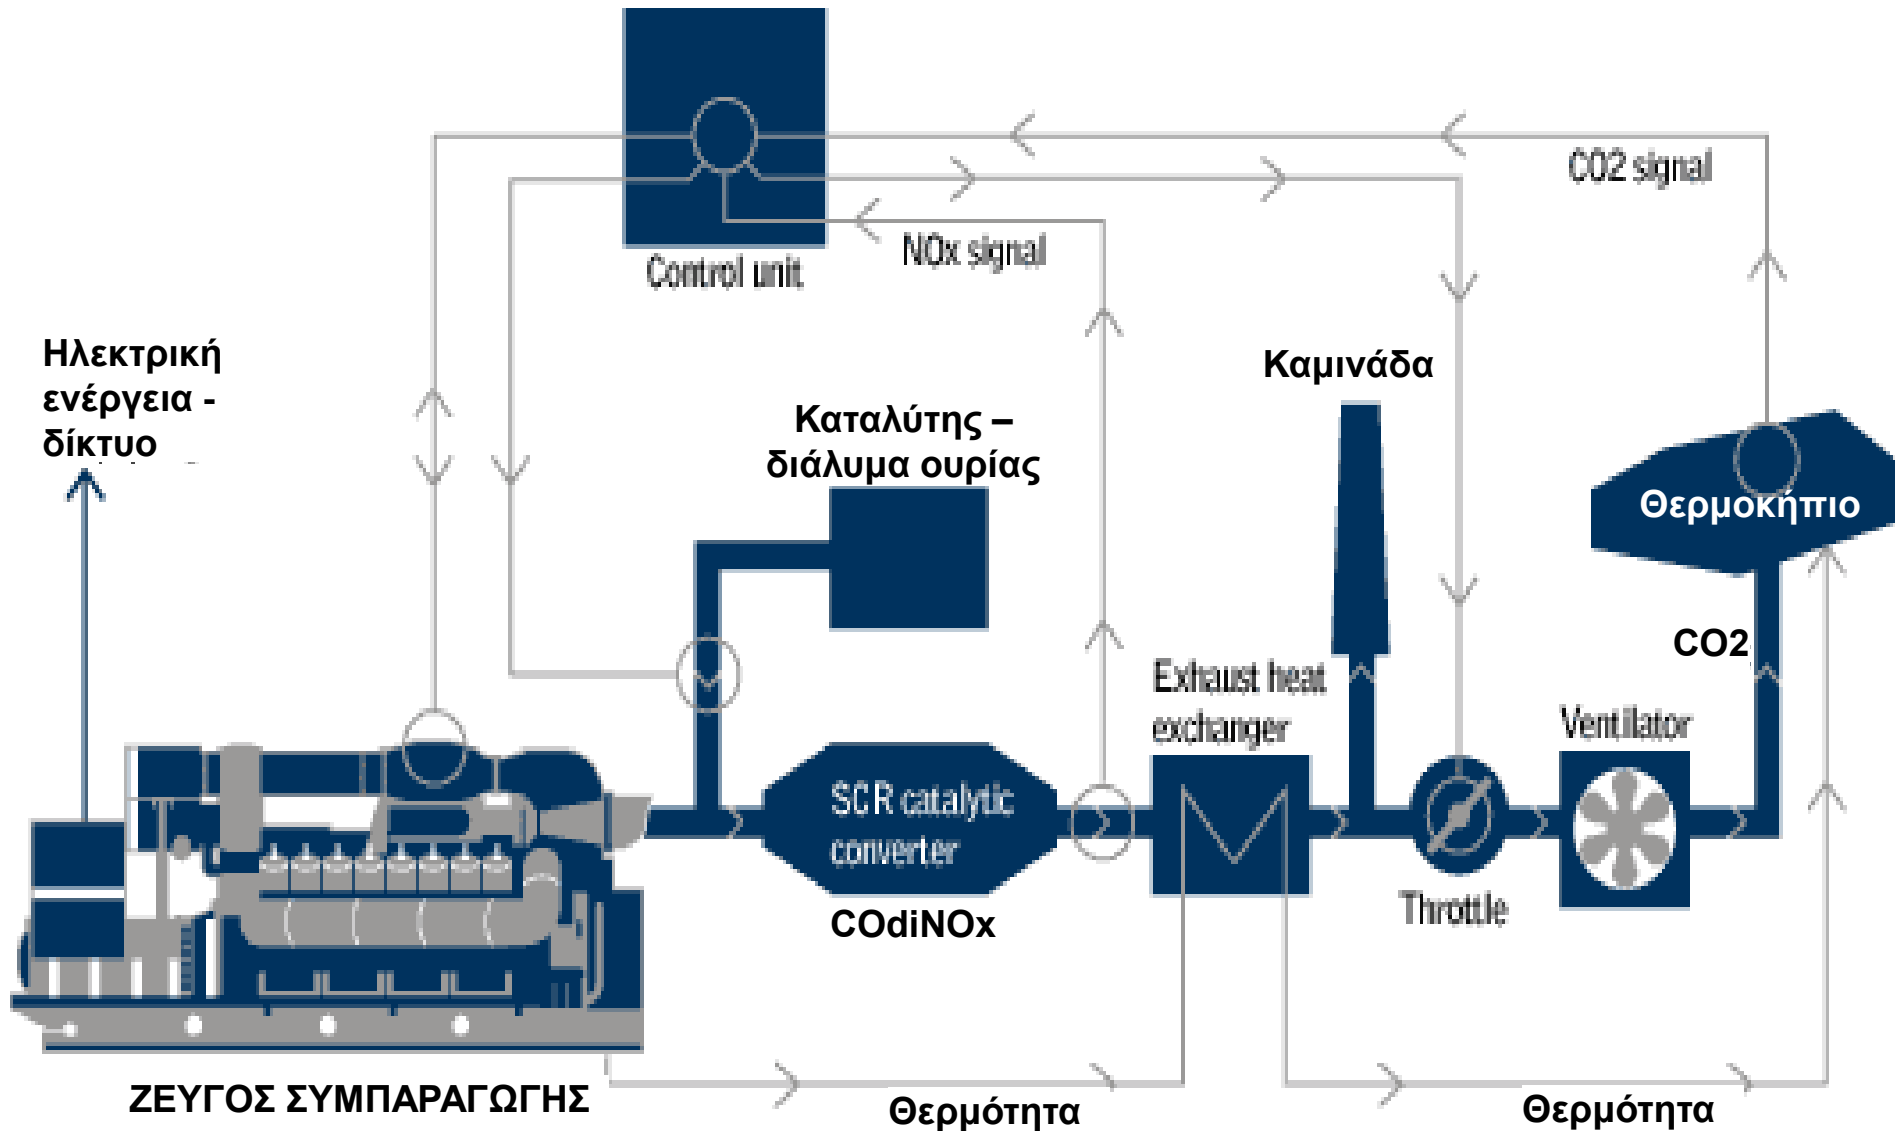 CO2 signal
NOx signal
Control unit
Ηλεκτρική
ενέργεια -
δίκτυο
Καμινάδα
Καταλύτης –
διάλυμα ουρίας
Θερμοκήπιο
CO2
Exhaust heat
exchanger
Ventilator
SCR catalytic
converter
Throttle
COdiNOx
ΖΕΥΓΟΣ ΣΥΜΠΑΡΑΓΩΓΗΣ
Θερμότητα
Θερμότητα